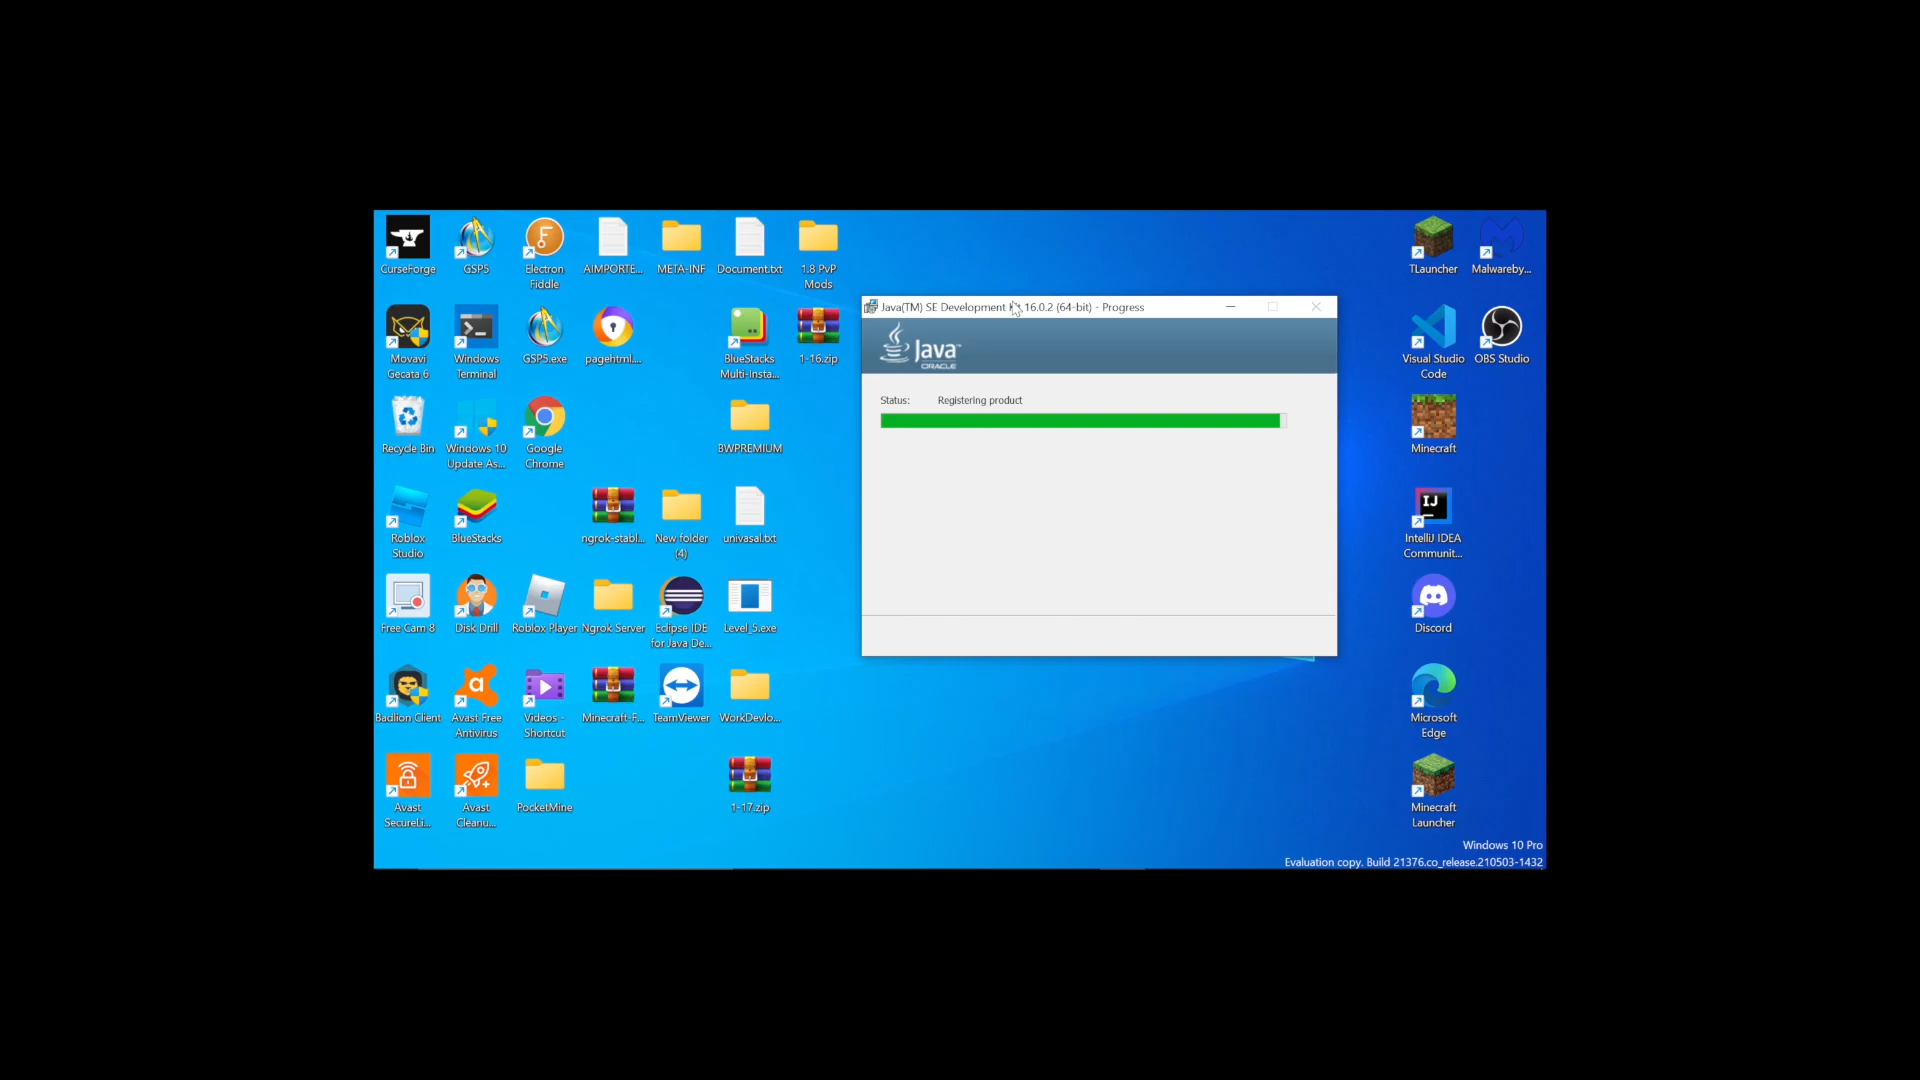 CurseForge
GSP5
Electron
Fiddle
AIMPORTE...
META-INF
Document.txt
1.8 PvP
Mods
TLauncher
Malwareby...
Java(TM) SE Development 16.0.2 (64-bit) - Progress
Java™
ORACLE
Status: Registering product
Movavi
Gecata 6
Windows
Terminal
GSP5.exe
pagehtml....
BlueStacks
Multi-Insta...
1-16.zip
Visual Studio
Code
OBS Studio
Recycle Bin
Windows 10
Update As...
Google
Chrome
BWPREMIUM
Minecraft
Roblox
Studio
BlueStacks
ngrok-stabl...
New folder
(4)
univasal.txt
IJ
IntelliJ IDEA
Communit...
Free Cam 8
Disk Drill
Roblox Player
Ngrok Server
Eclipse IDE
for Java De...
Level_5.exe
Discord
Badlion Client
Avast Free
Antivirus
Videos -
Shortcut
Minecraft-F...
TeamViewer
WorkDevlo...
Microsoft
Edge
Avast
SecureLi...
Avast
Cleanu...
PocketMine
1-17.zip
Minecraft
Launcher
Windows 10 Pro
Evaluation copy. Build 21376.co_release.210503-1432